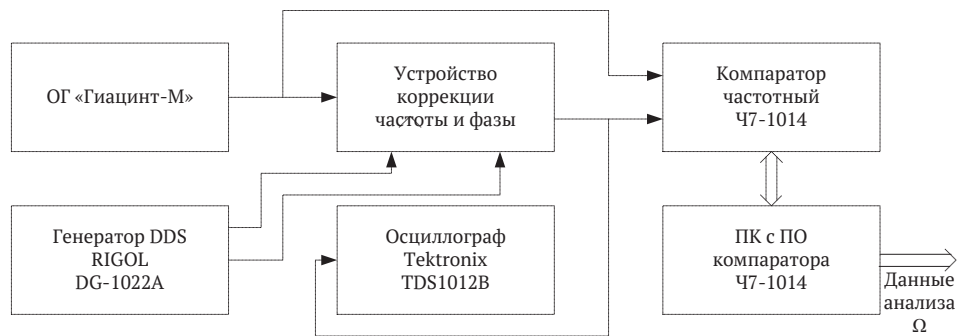 ОГ «Гиацинт-М»
Устройство
коррекции
частоты и фазы
Компаратор
частотный
Ч7-1014
Генератор DDS
RIGOL
DG-1022A
Осциллограф
Tektronix
TDS1012B
ПК с ПО
компаратора
Ч7-1014
Данные
анализа
Ω